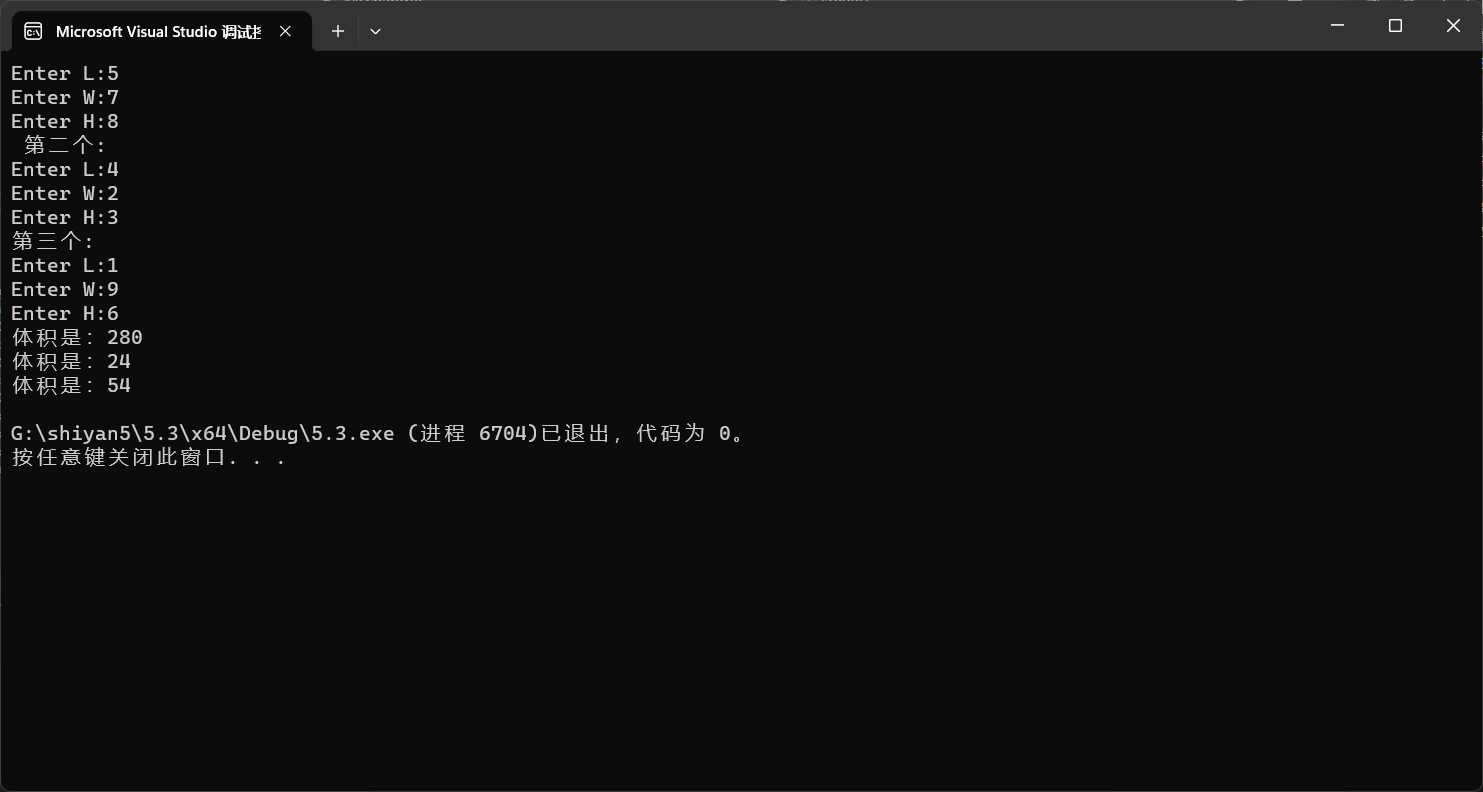 Microsoft Visual Studio 调试
Enter L:5
Enter W:7
Enter H:8
第二个:
Enter L:4
Enter W:2
Enter H:3
第三个:
Enter L:1
Enter W:9
Enter H:6
体积是: 280
体积是: 24
体积是: 54
G:\shiyan5\5.3\x64\Debug\5.3.exe (进程 6704)已退出，代码为 0。
按任意键关闭此窗口. . .